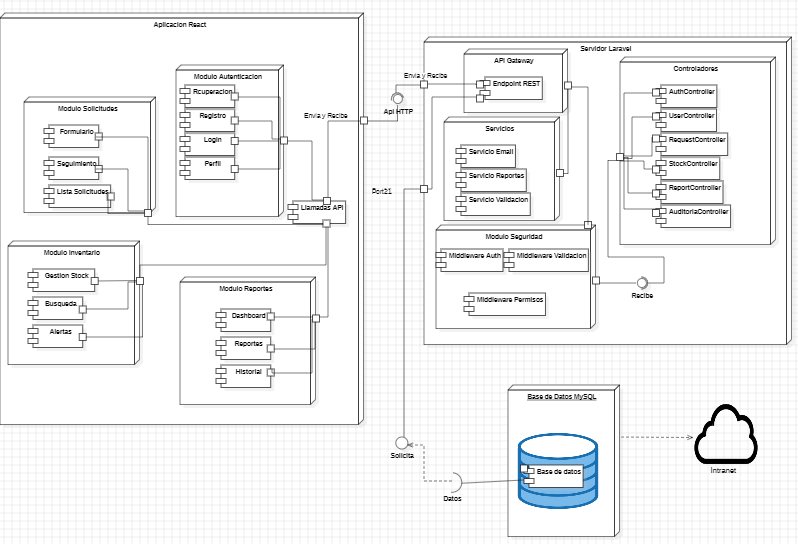 Aplicacion React
Modulo Solicitudes
Formulario
Seguimiento
Lista Solicitudes
Modulo Autenticacion
Rcuperacion
Registro
Login
Perfil
Envia y Recibe
Llamadas API
Modulo Inventario
Gestion Stock
Busqueda
Alertas
Modulo Reportes
Dashboard
Reportes
Historial
Envia y Recibe
Api HTTP
Port21
Servidor Laravel
API Gateway
Endpoint REST
Servicios
Servicio Email
Servicio Reportes
Servicio Validacion
Modulo Seguridad
Middleware Auth
Middleware Validacion
Middleware Permisos
Controladores
AuthController
UserController
RequestController
StockController
ReportController
AuditoriaController
Recibe
Solicita
Datos
Base de Datos MySQL
Base de datos
Intranet